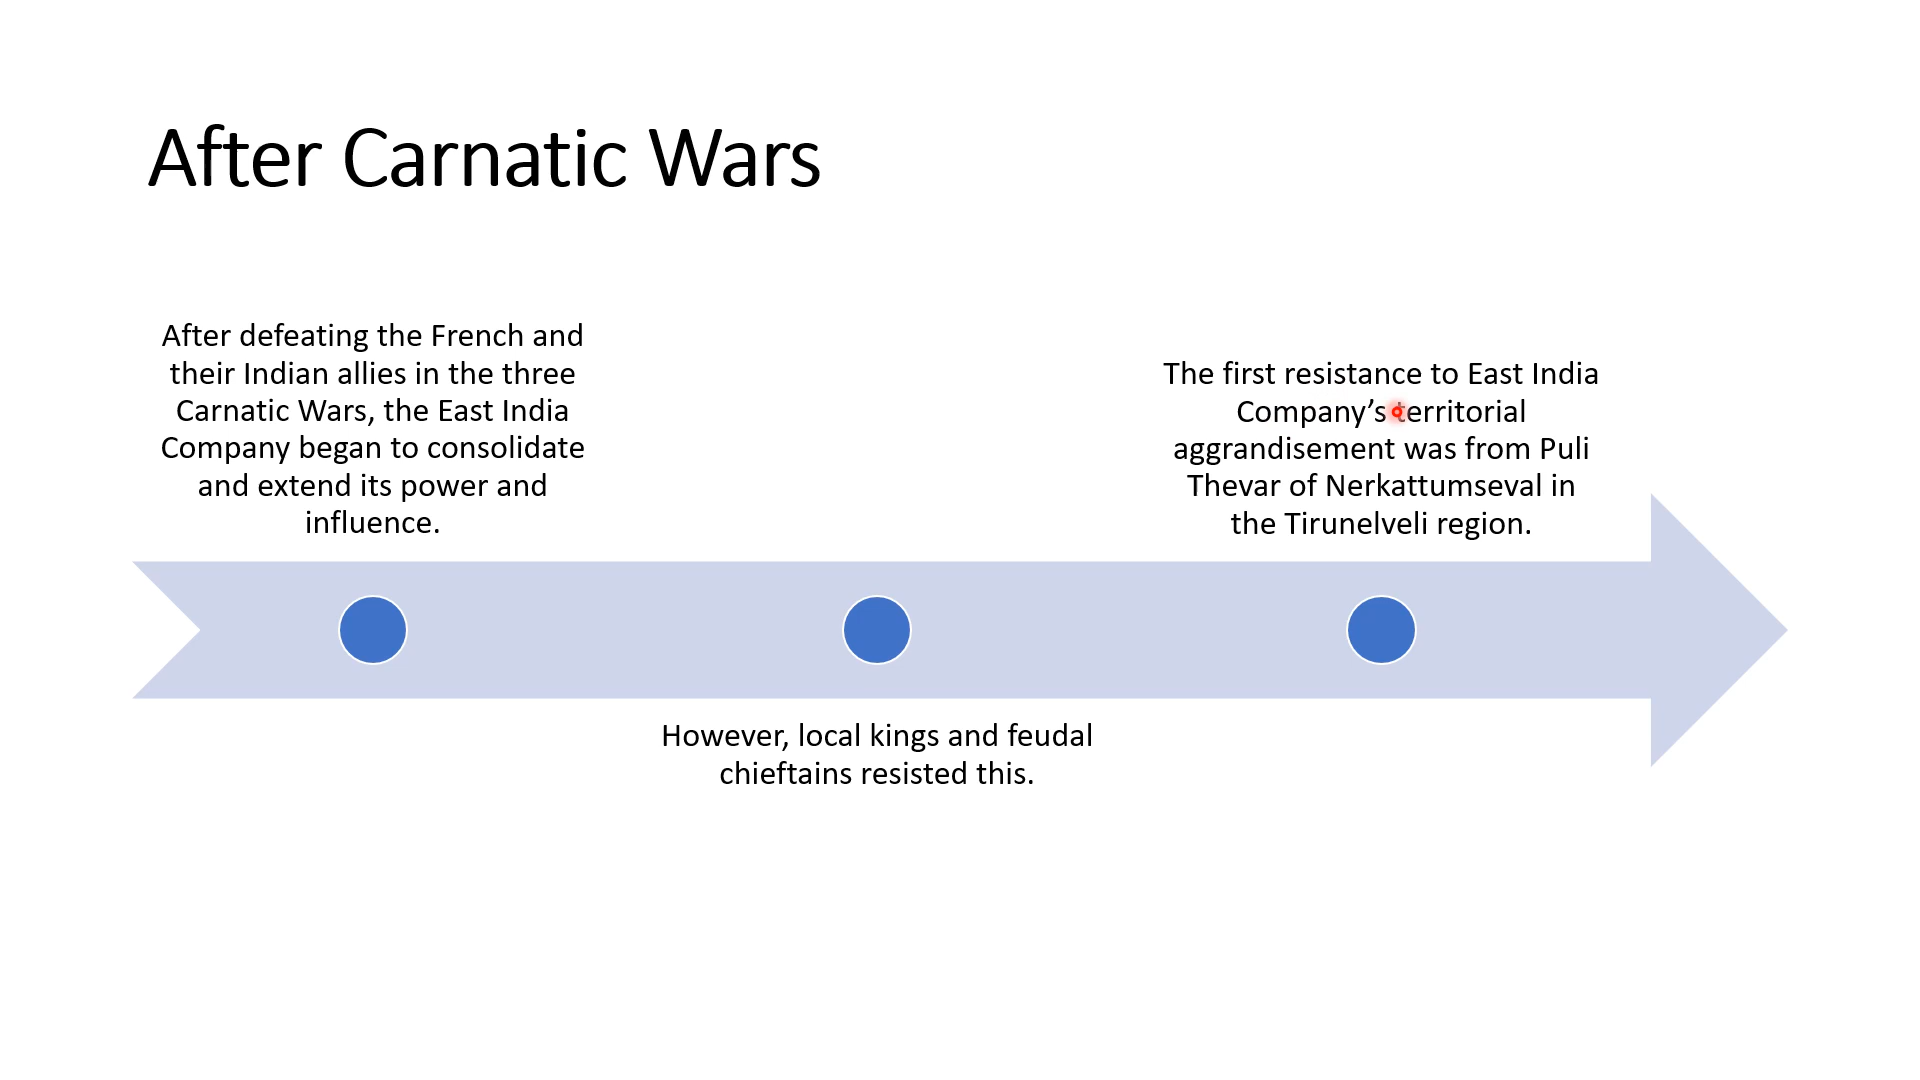 After Carnatic Wars
After defeating the French and
their Indian allies in the three
Carnatic Wars, the East India
Company began to consolidate
and extend its power and
influence.
However, local kings and feudal
chieftains resisted this.
The first resistance to East India
Company’s territorial
aggrandisement was from Puli
Thevar of Nerkattumseval in
the Tirunelveli region.